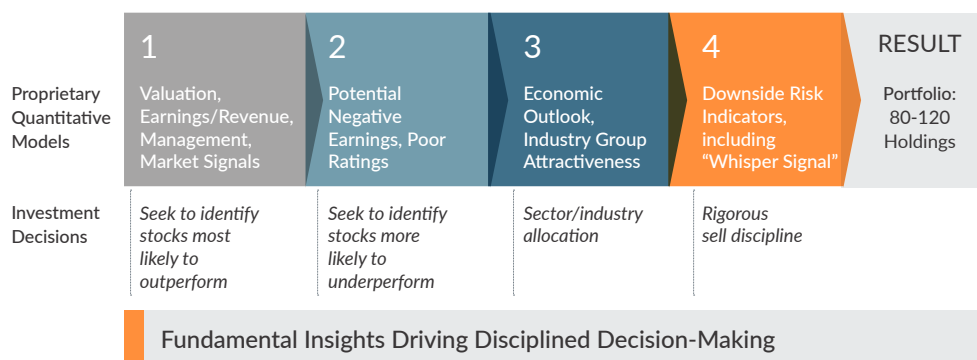 Proprietary
Quantitative
Models
1
Valuation,
Earnings/Revenue,
Management,
Market Signals
2
Potential
Negative
Earnings, Poor
Ratings
3
Economic
Outlook,
Industry Group
Attractiveness
4
Downside Risk
Indicators,
including
“Whisper Signal”
RESULT
Portfolio:
80-120
Holdings
Investment
Decisions
Seek to identify
stocks most
likely to
outperform
Seek to identify
stocks more
likely to
underperform
Sector/industry
allocation
Rigorous
sell discipline
Fundamental Insights Driving Disciplined Decision-Making